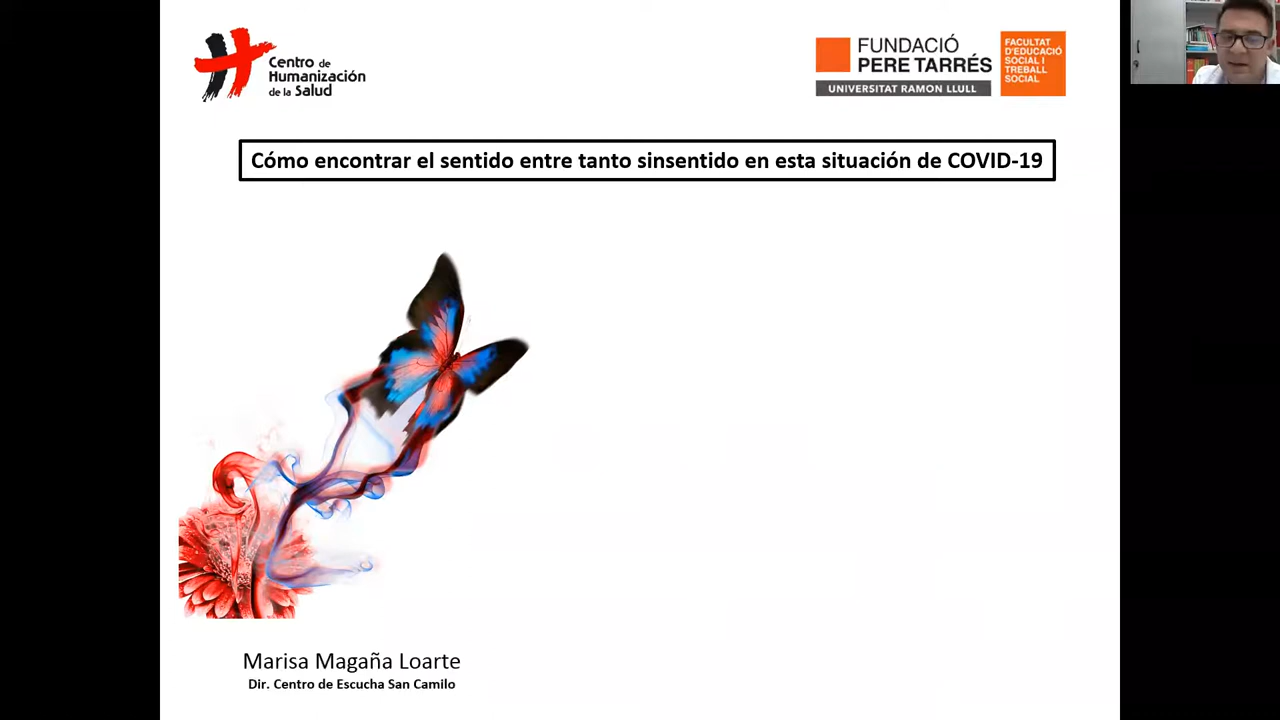 Centro de
Humanización
de la Salud
FUNDACIÓ
PERE TARRÉS
UNIVERSITAT RAMON LLULL
FACULTAT
D'EDUCACIÓ
SOCIAL I
TREBALL
SOCIAL
Cómo encontrar el sentido entre tanto sinsentido en esta situación de COVID-19
Marisa Magaña Loarte
Dir. Centro de Escucha San Camilo